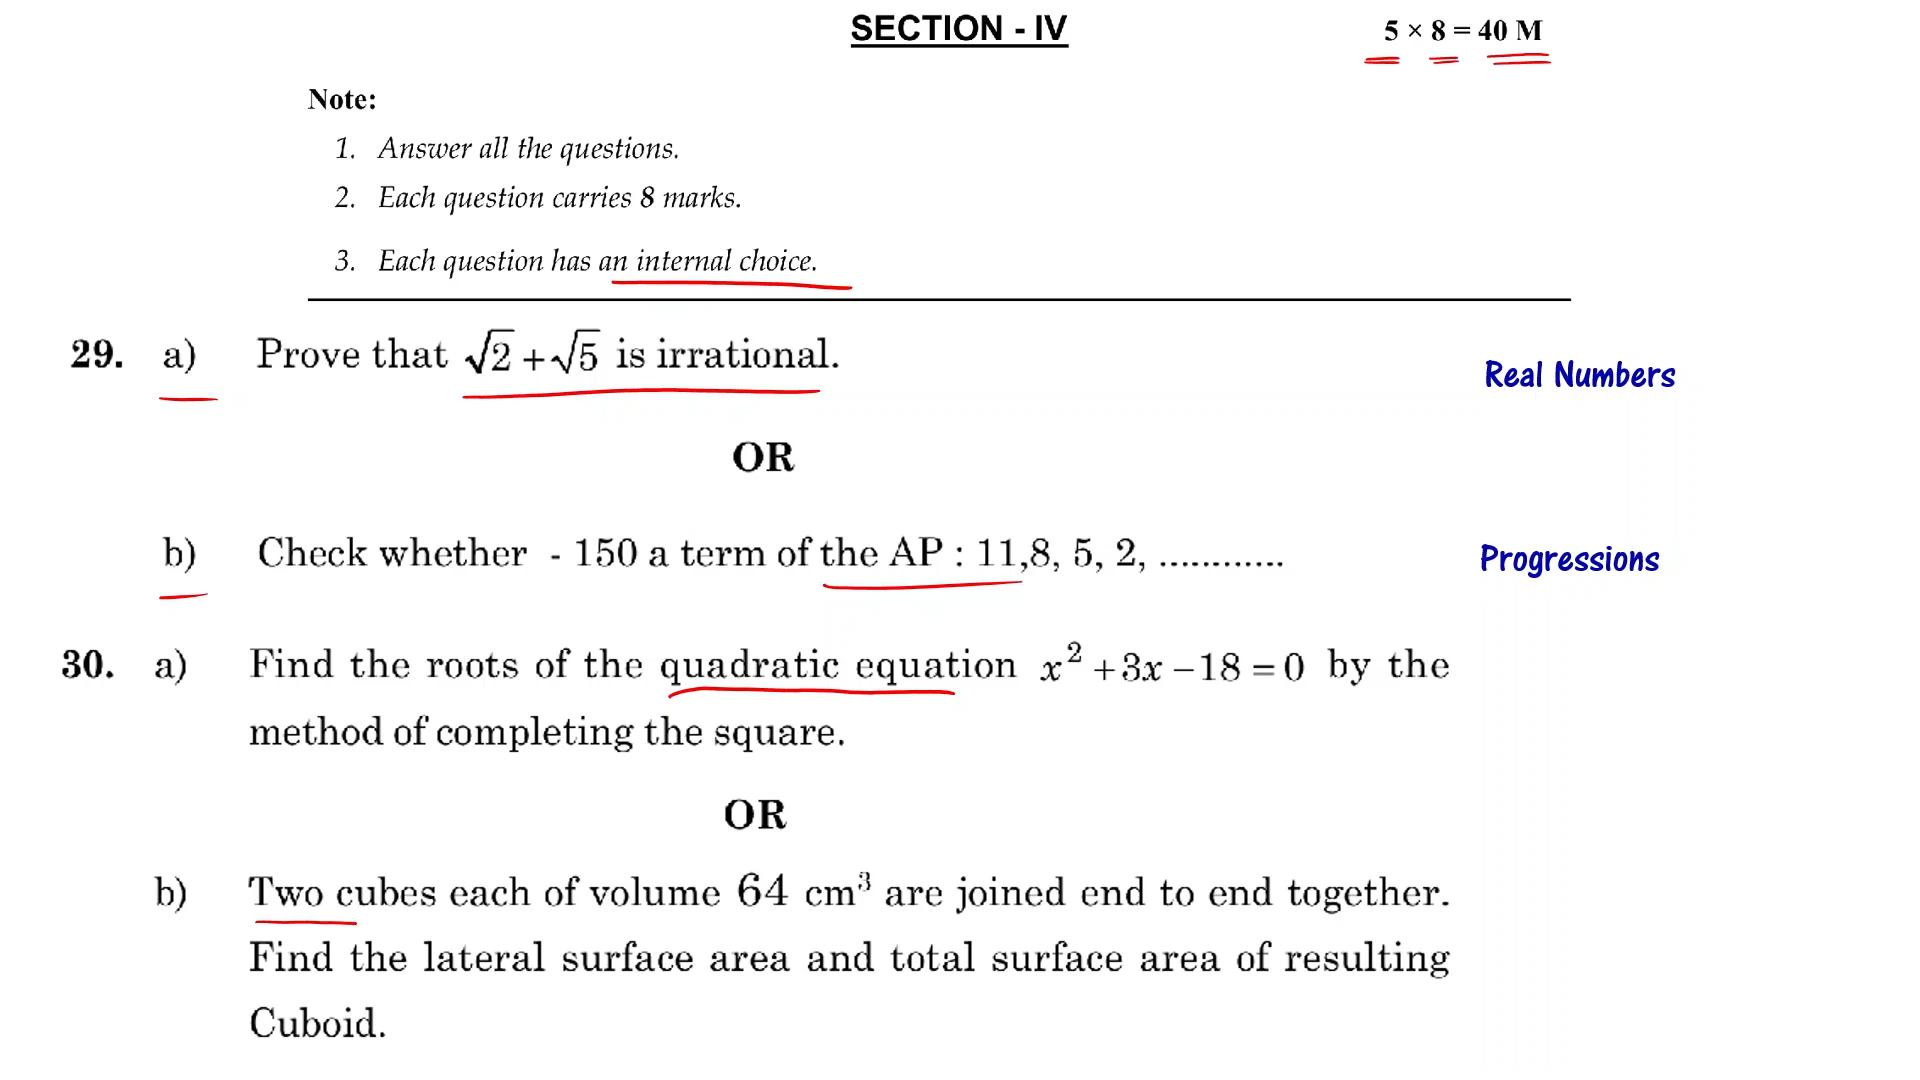 SECTION - IV
5 × 8 = 40 M
Note:
1. Answer all the questions.
2. Each question carries 8 marks.
3. Each question has an internal choice.
29. a) Prove that √2 + √5 is irrational.
Real Numbers
OR
b) Check whether - 150 a term of the AP : 11,8, 5, 2, ............
Progressions
30. a) Find the roots of the quadratic equation x² + 3x − 18 = 0 by the
method of completing the square.
OR
b) Two cubes each of volume 64 cm³ are joined end to end together.
Find the lateral surface area and total surface area of resulting
Cuboid.